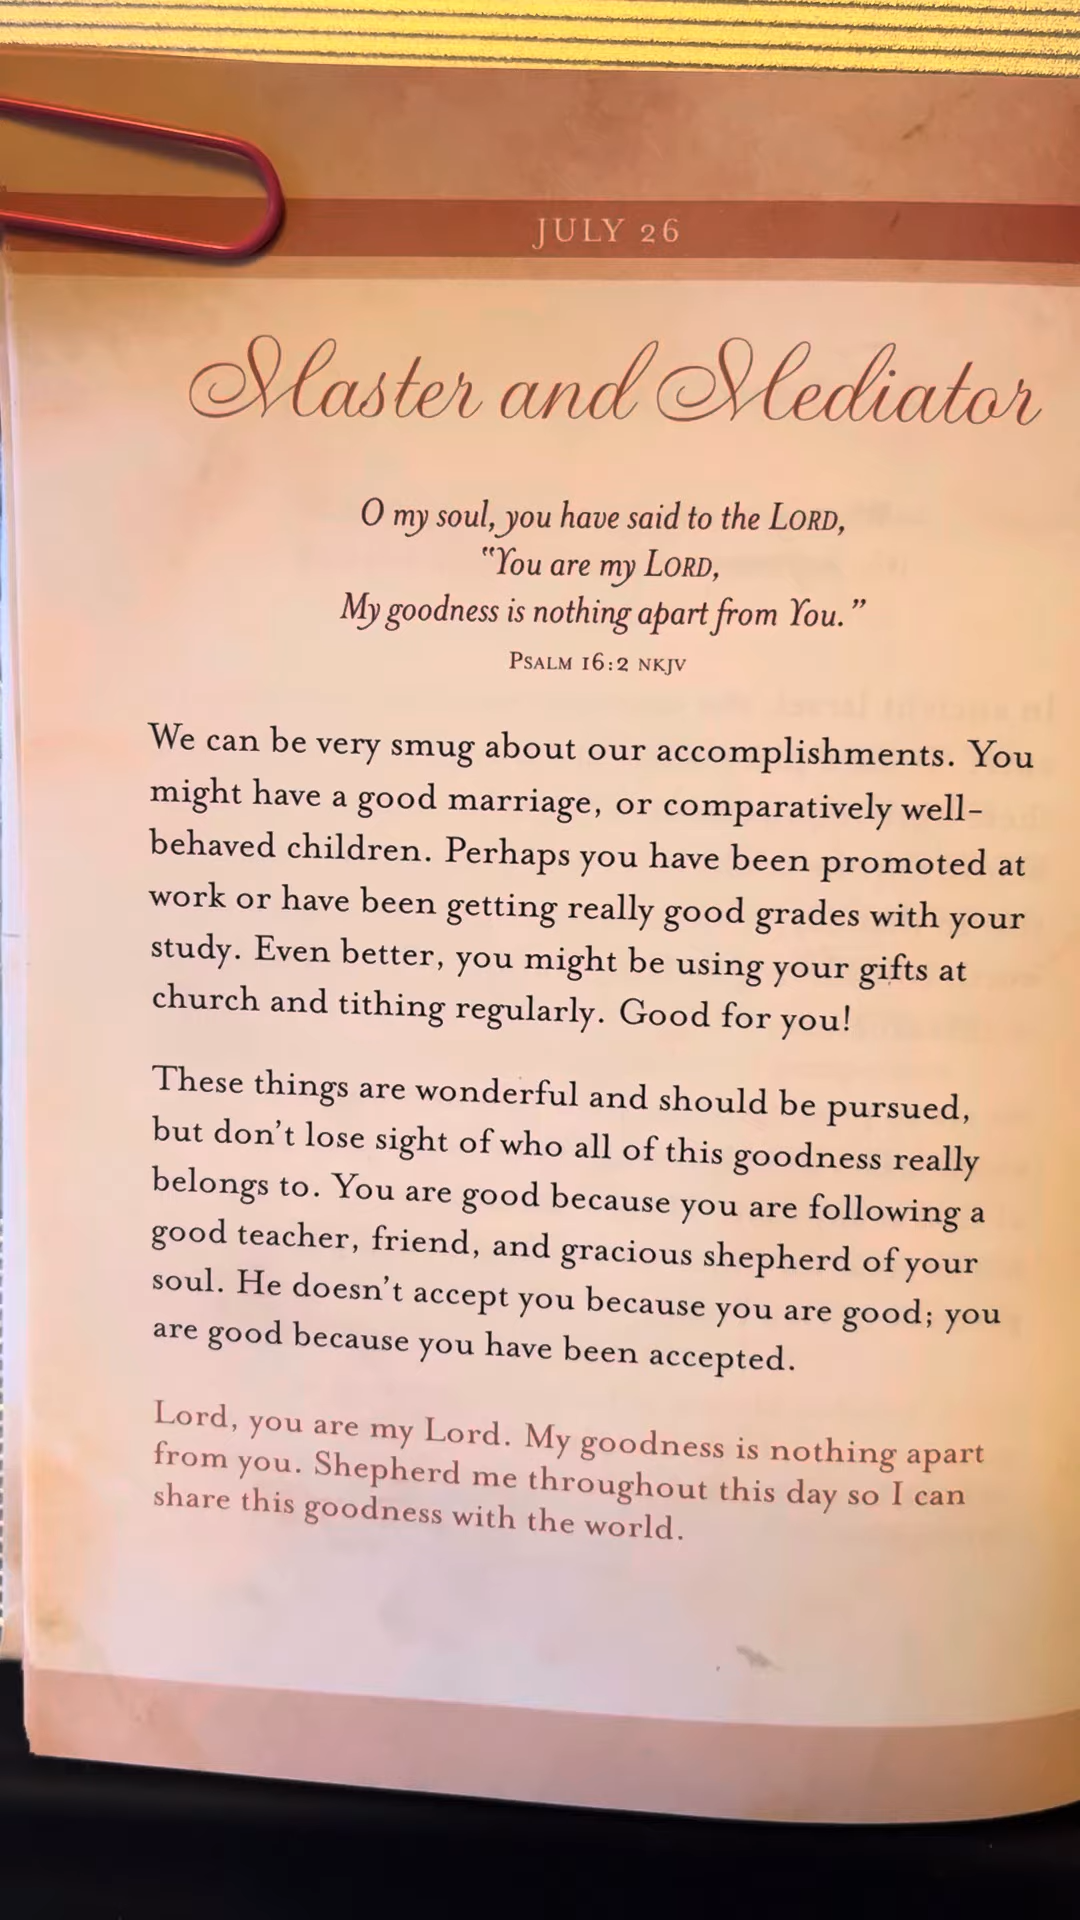 JULY 26
Master and Mediator
O my soul, you have said to the LORD,
"You are my LORD,
My goodness is nothing apart from You."
PSALM 16:2 NKJV
We can be very smug about our accomplishments. You
might have a good marriage, or comparatively well-
behaved children. Perhaps you have been promoted at
work or have been getting really good grades with your
study. Even better, you might be using your gifts at
church and tithing regularly. Good for you!
These things are wonderful and should be pursued,
but don't lose sight of who all of this goodness really
belongs to. You are good because you are following a
good teacher, friend, and gracious shepherd of your
soul. He doesn't accept you because you are good; you
are good because you have been accepted.
Lord, you are my Lord. My goodness is nothing apart
from you. Shepherd me throughout this day so I can
share this goodness with the world.